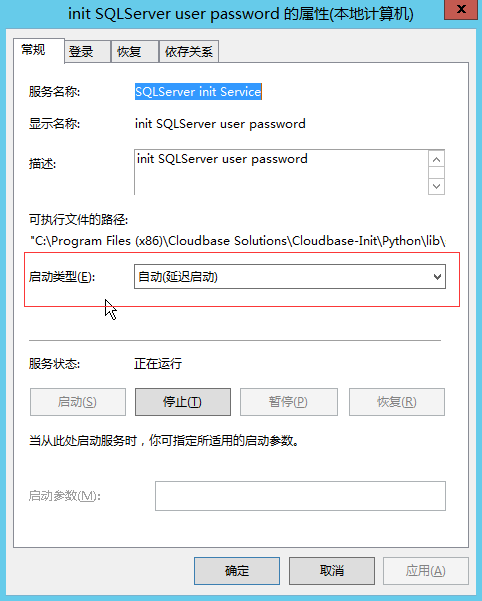 init SQLServer user password 的属性(本地计算机)
x
常规 登录 恢复 依存关系
服务名称: SQLServer init Service
显示名称: init SQLServer user password
描述: init SQLServer user password
可执行文件的路径:
"C:\Program Files (x86)\Cloudbase Solutions\Cloudbase-Init\Python\lib\
启动类型(E): 自动(延迟启动)
服务状态: 正在运行
启动(S) 停止(T) 暂停(P) 恢复(R)
当从此处启动服务时，你可指定所适用的启动参数。
启动参数(M):
确定 取消 应用(A)